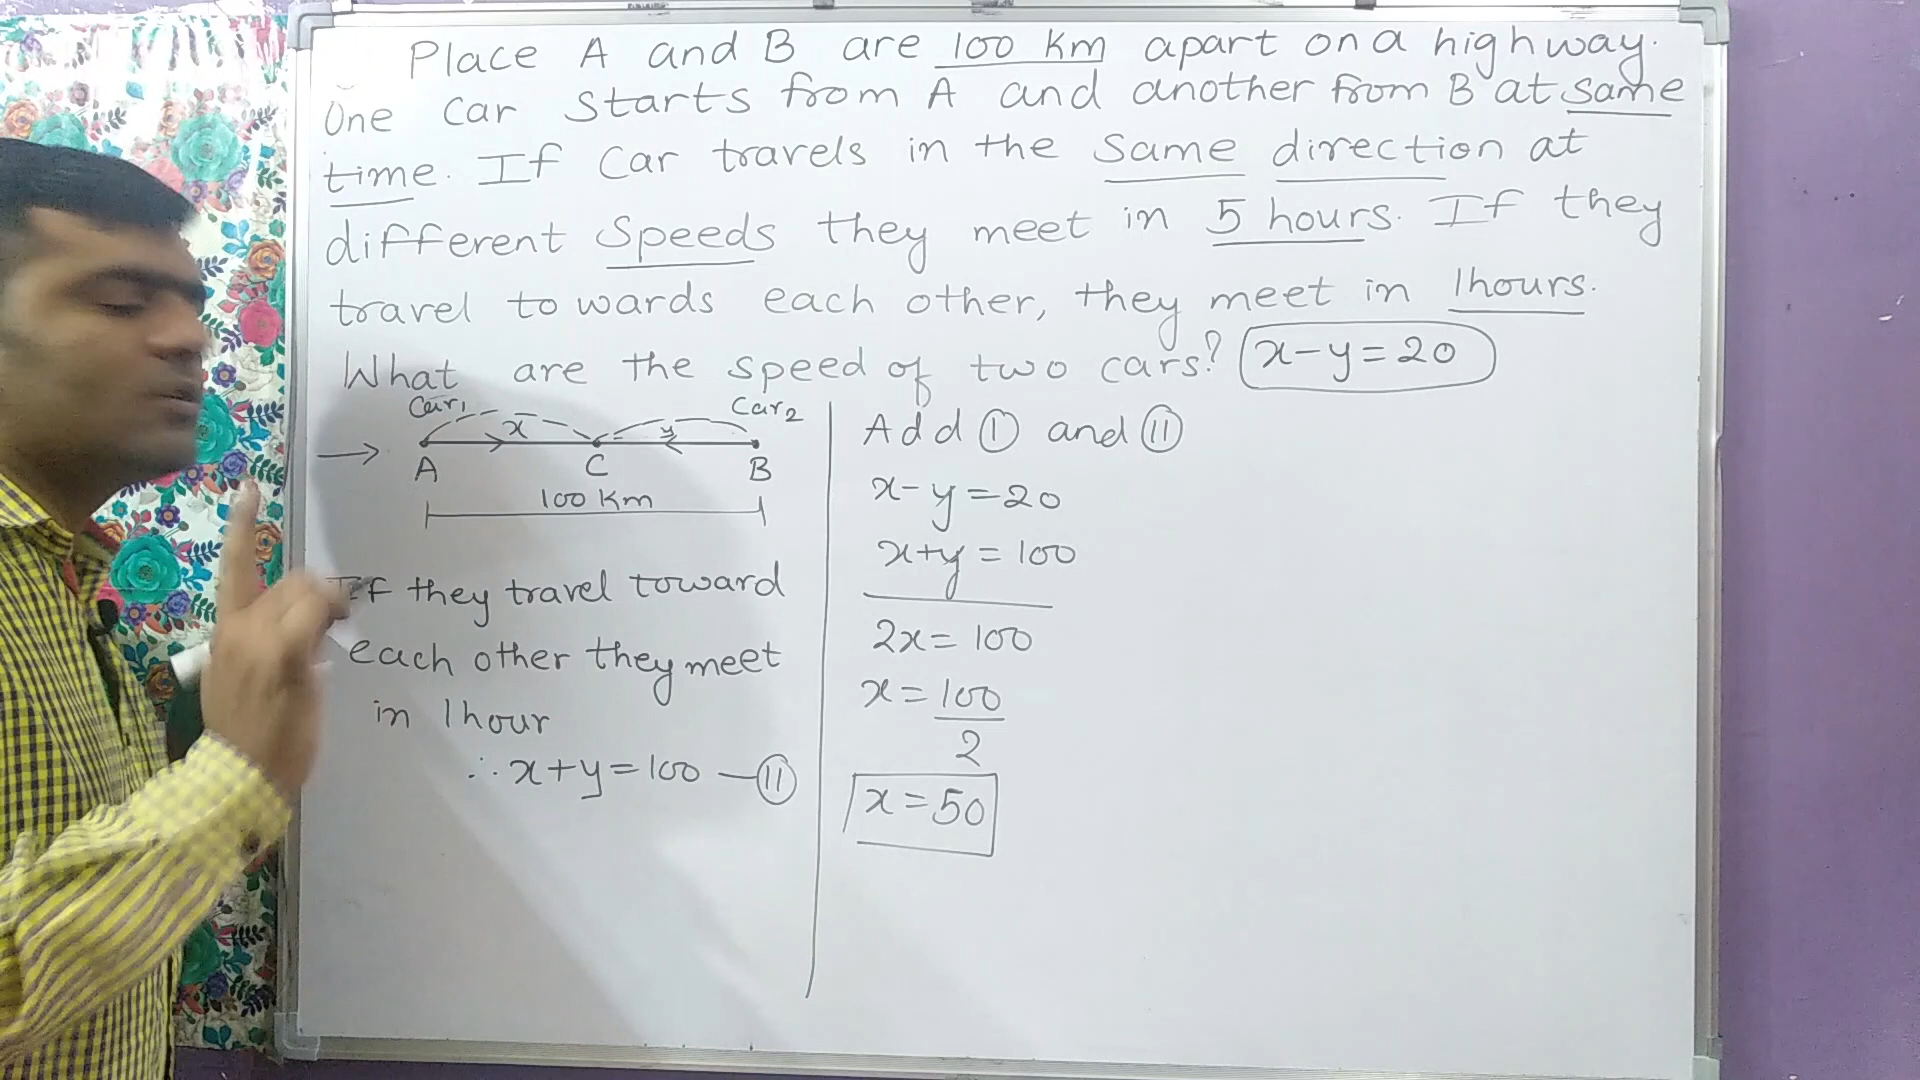 Place A and B are 100 Km apart on a highway.
One Car starts from A and another from B at same
time. If Car travels in the same direction at
different speeds they meet in 5 hours. If they
travel towards each other, they meet in 1hours.
What are the speed of two cars? x-y=20
Car1 Car2
x y
A C B
100 Km
If they travel toward
each other they meet
in 1hour
∴ x+y=100 —(II)
Add (I) and (II)
x-y=20
x+y=100
2x=100
x=100
2
x=50